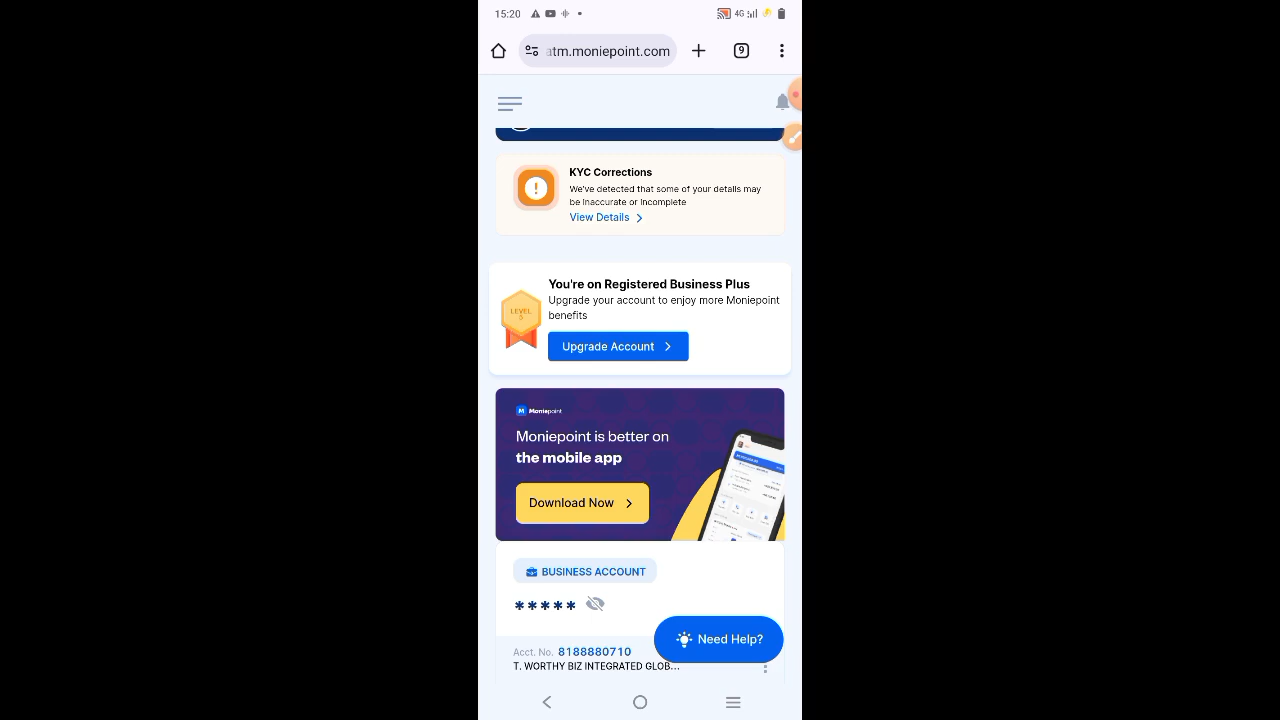 15:20
4G
atm.moniepoint.com
9
KYC Corrections
We've detected that some of your details may
be inaccurate or incomplete
View Details
You're on Registered Business Plus
Upgrade your account to enjoy more Moniepoint
benefits
LEVEL
5
Upgrade Account
M Moniepoint
Moniepoint is better on
the mobile app
Download Now
BUSINESS ACCOUNT
*****
Need Help?
Acct. No. 8188880710
T. WORTHY BIZ INTEGRATED GLOB...